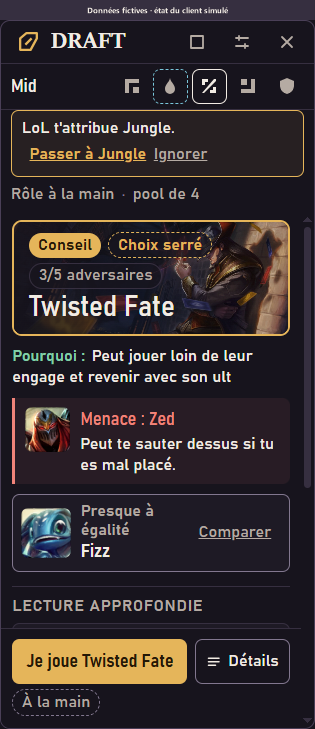 Données fictives · état du client simulé
DRAFT
Mid
LoL t'attribue Jungle.
Passer à Jungle Ignorer
Rôle à la main · pool de 4
Conseil Choix serré
3/5 adversaires
Twisted Fate
Pourquoi : Peut jouer loin de leur
engage et revenir avec son ult
Menace : Zed
Peut te sauter dessus si tu
es mal placé.
Presque à
égalité
Fizz
Comparer
LECTURE APPROFONDIE
Je joue Twisted Fate
Détails
À la main